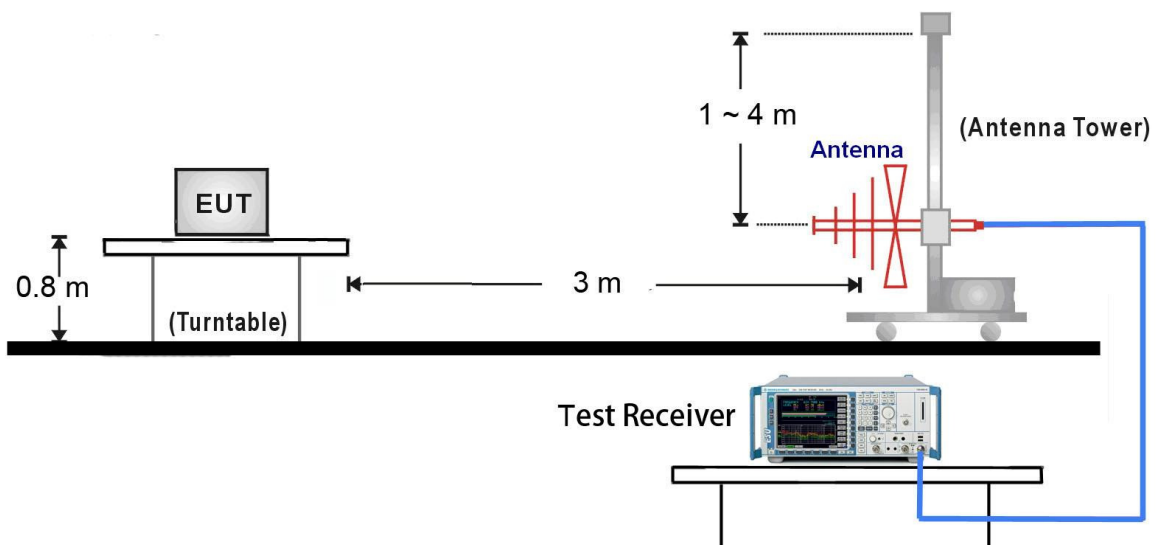 1 ~ 4 m
(Antenna Tower)
Antenna
EUT
0.8 m
3 m
(Turntable)
Test Receiver